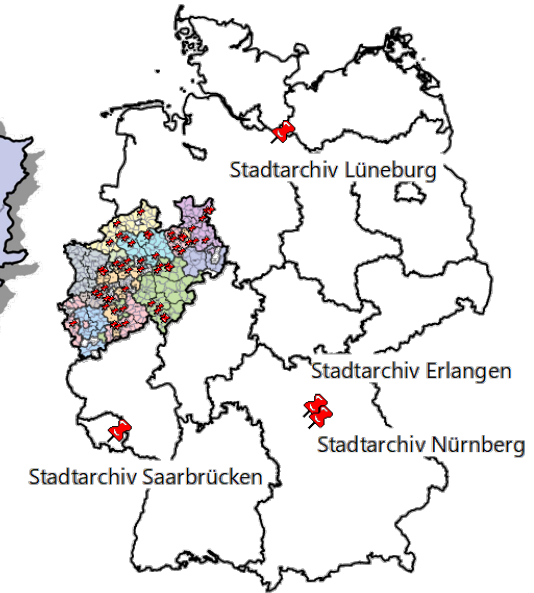 Stadtarchiv Lüneburg
Stadtarchiv Erlangen
Stadtarchiv Nürnberg
Stadtarchiv Saarbrücken